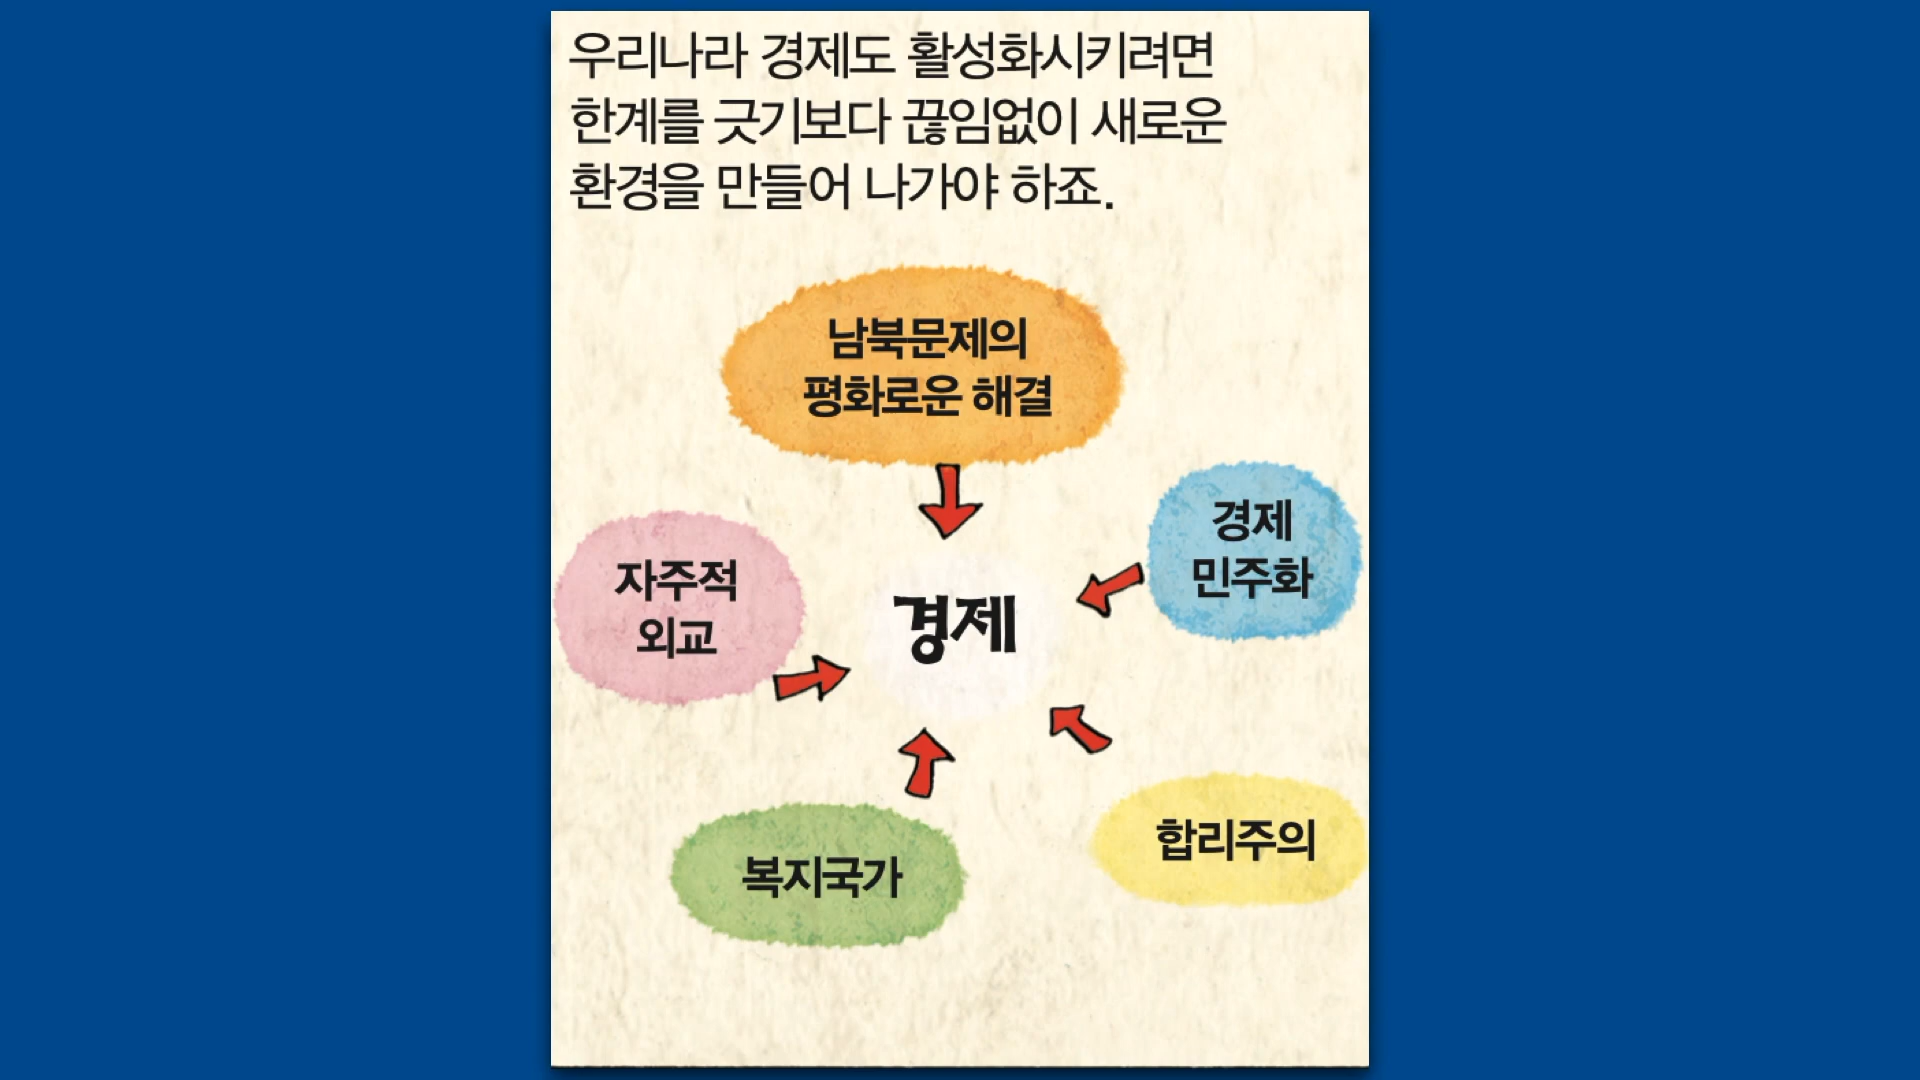 우리나라 경제도 활성화시키려면
한계를 긋기보다 끊임없이 새로운
환경을 만들어 나가야 하죠.
남북문제의
평화로운 해결
경제
민주화
자주적
외교
경제
합리주의
복지국가